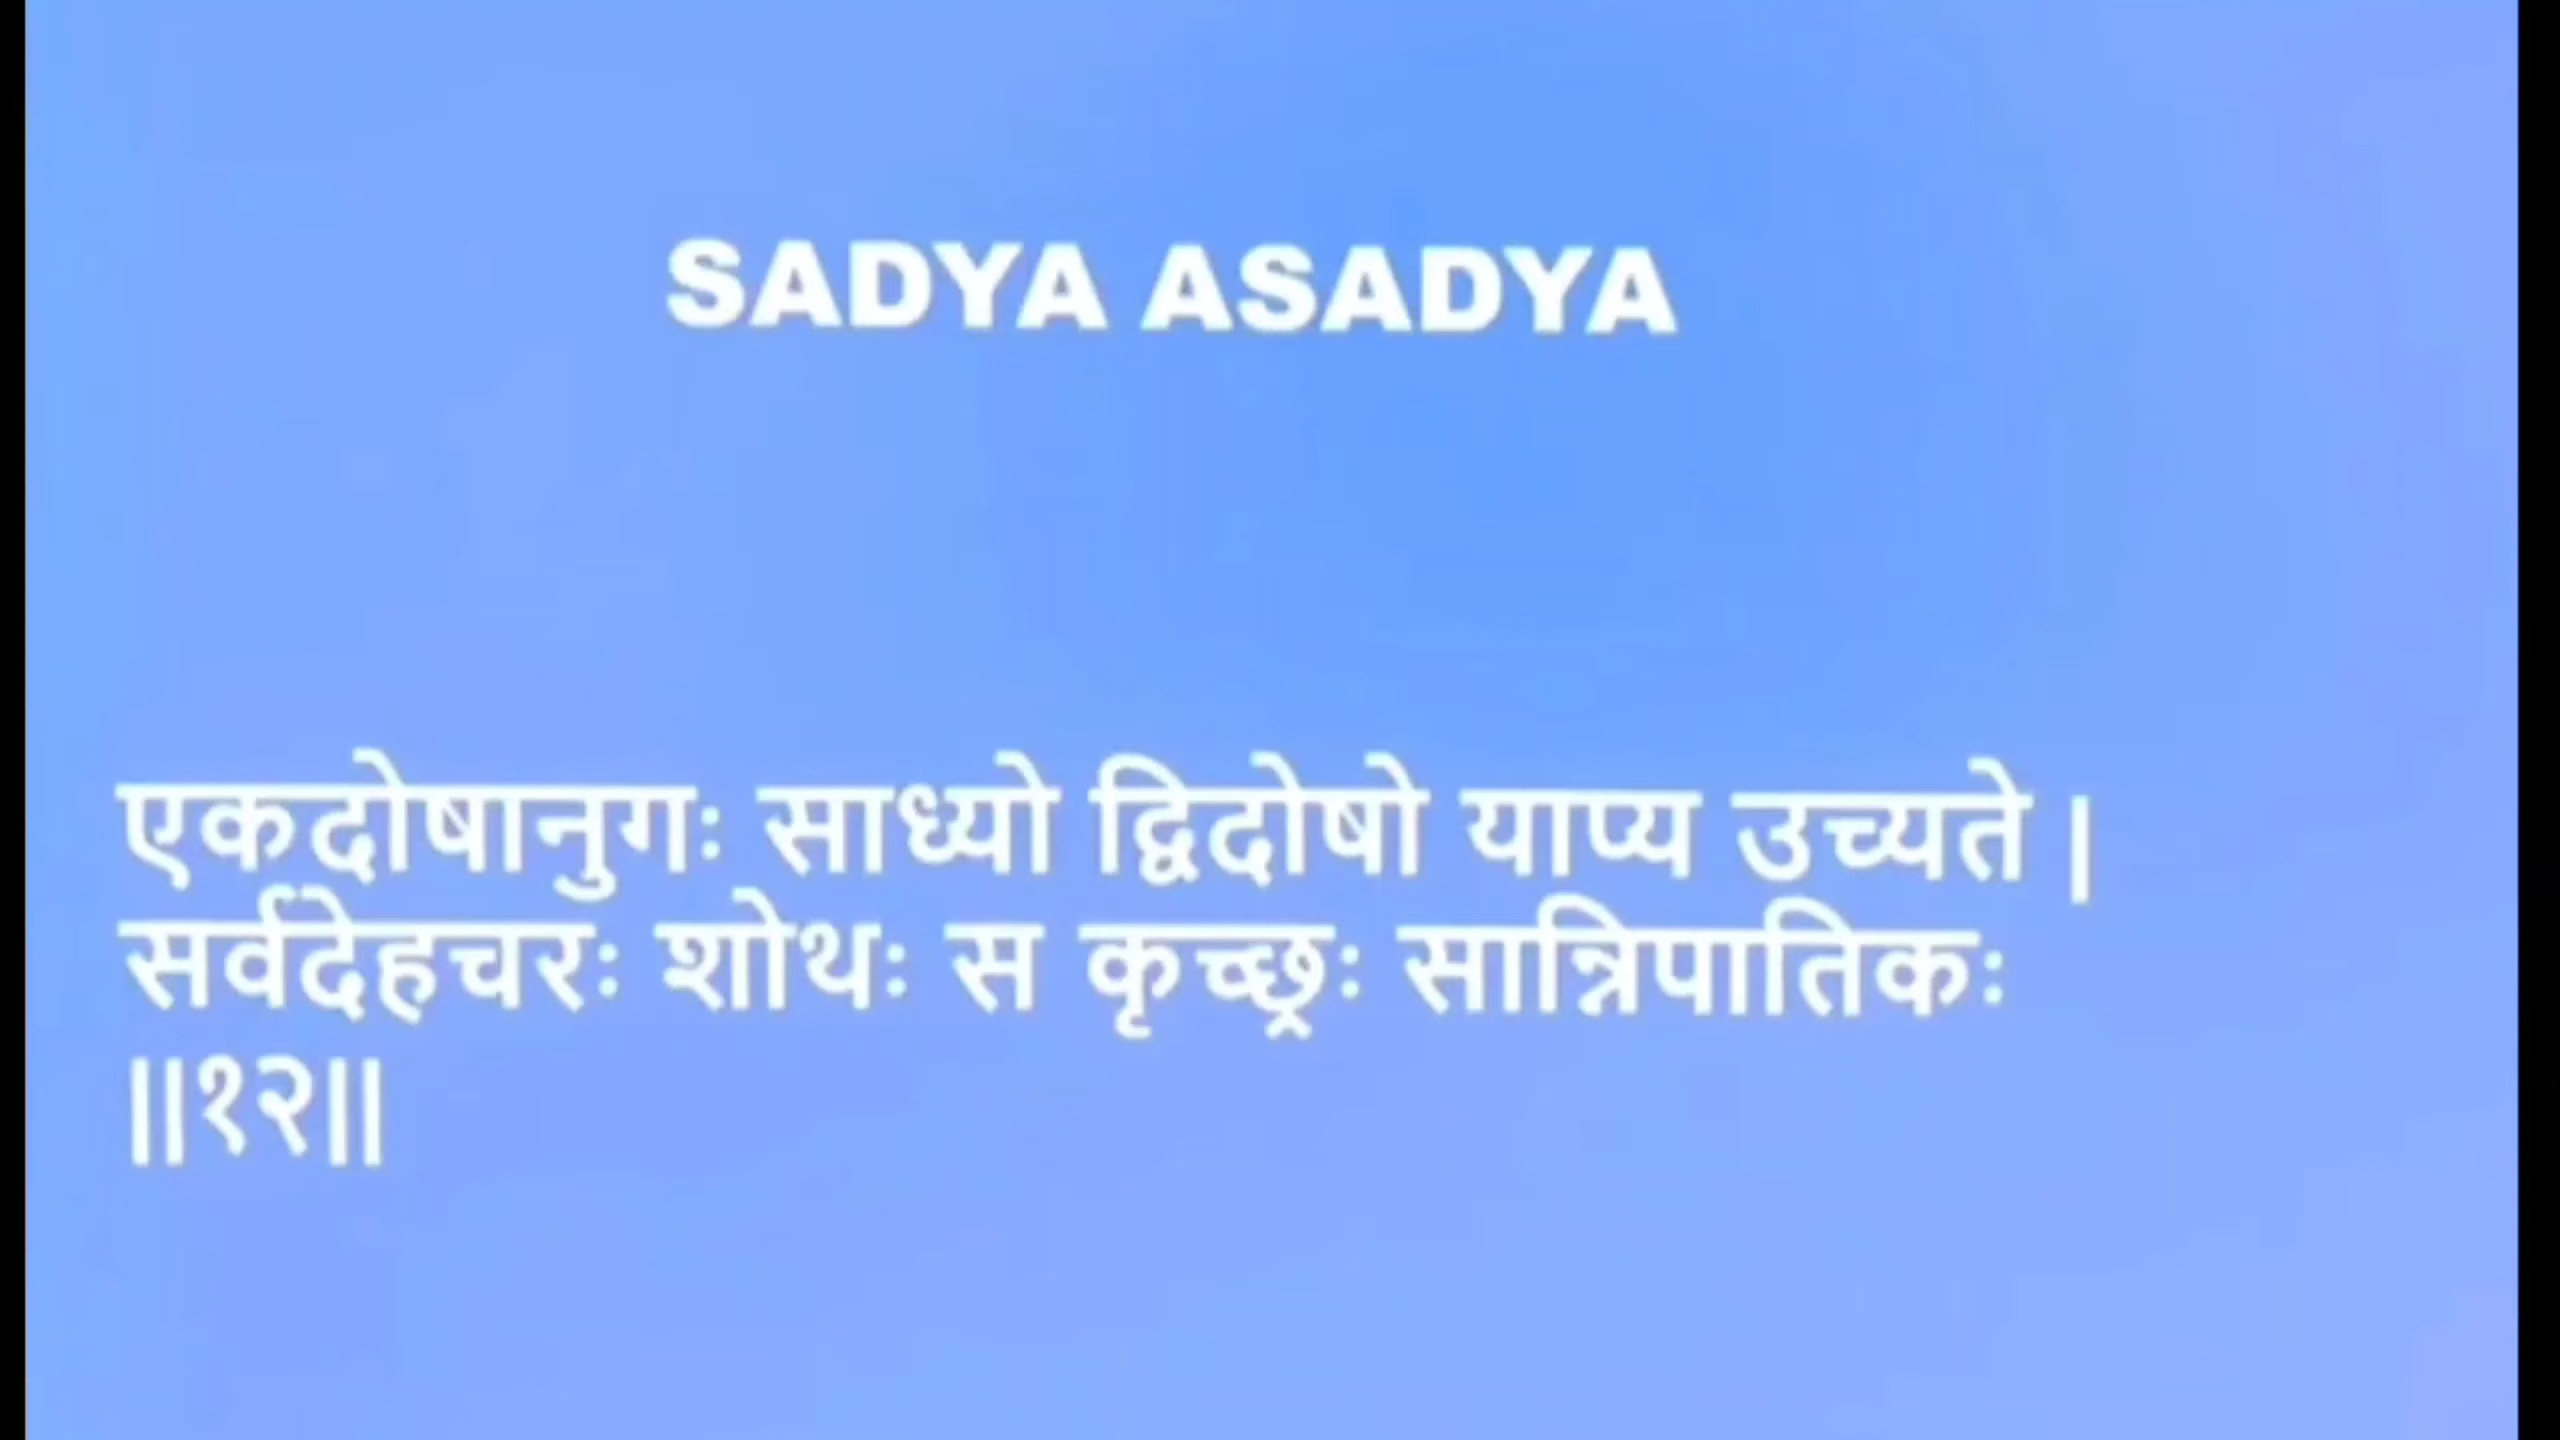 SADYA ASADYA
एकदोषानुगः साध्यो द्विदोषो याप्य उच्यते |
सर्वदेहचरः शोथः स कृच्छ्रः सान्निपातिकः
||१२||